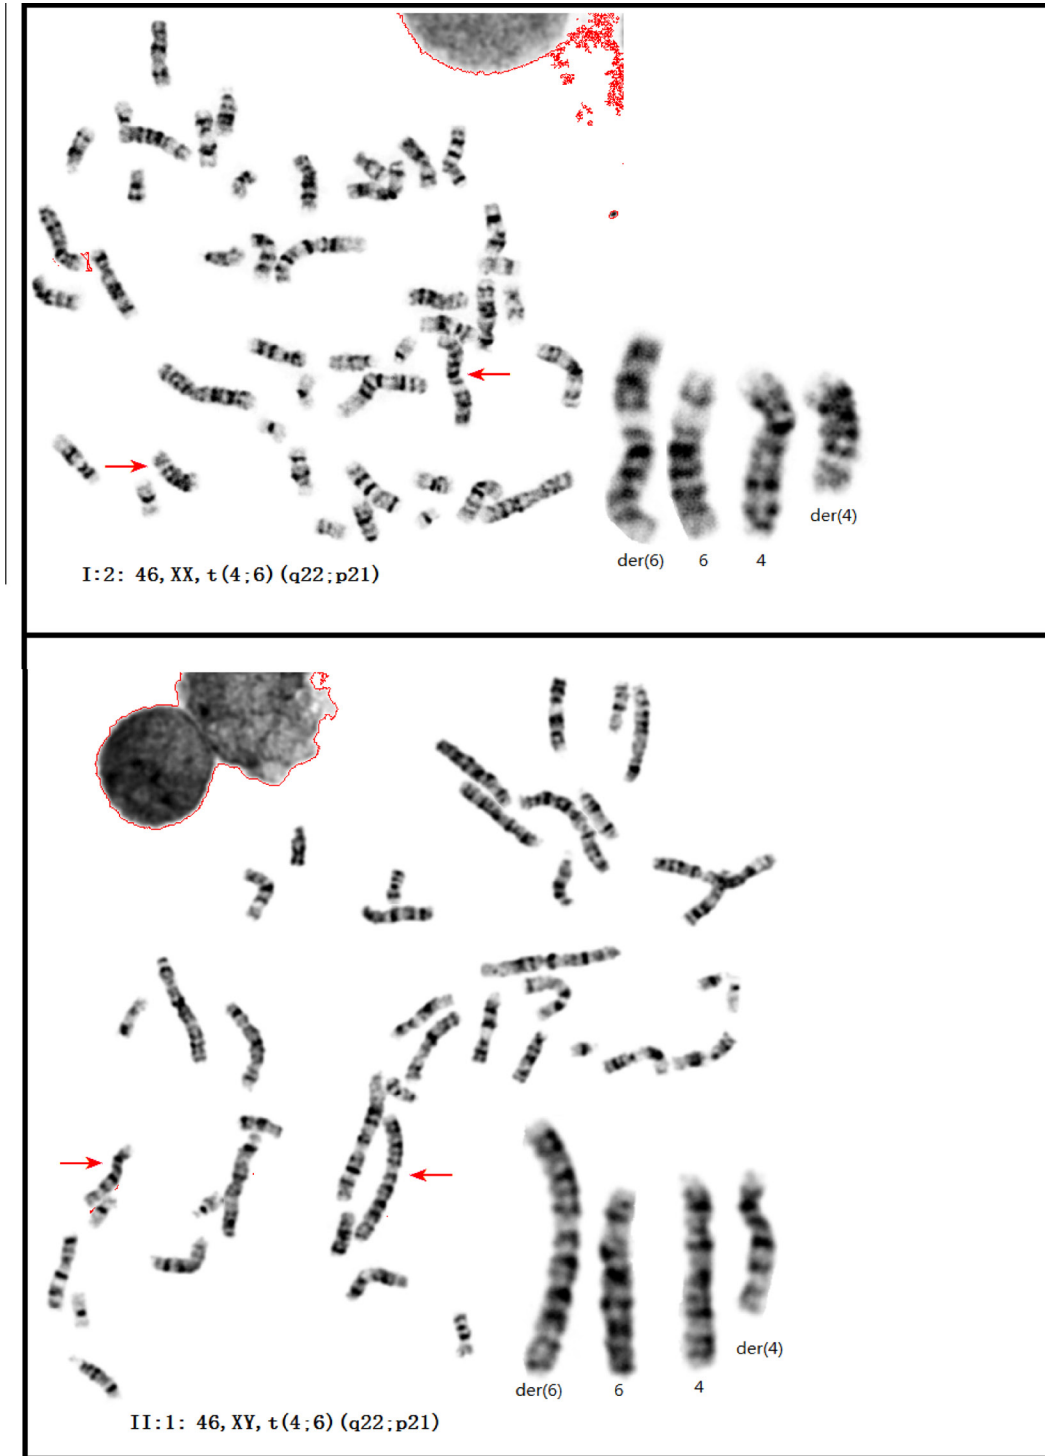 der(6) 6 4 der(4)
I:2: 46,XX,t(4;6)(q22;p21)
der(6) 6 4 der(4)
II:1: 46,XY,t(4;6)(q22;p21)